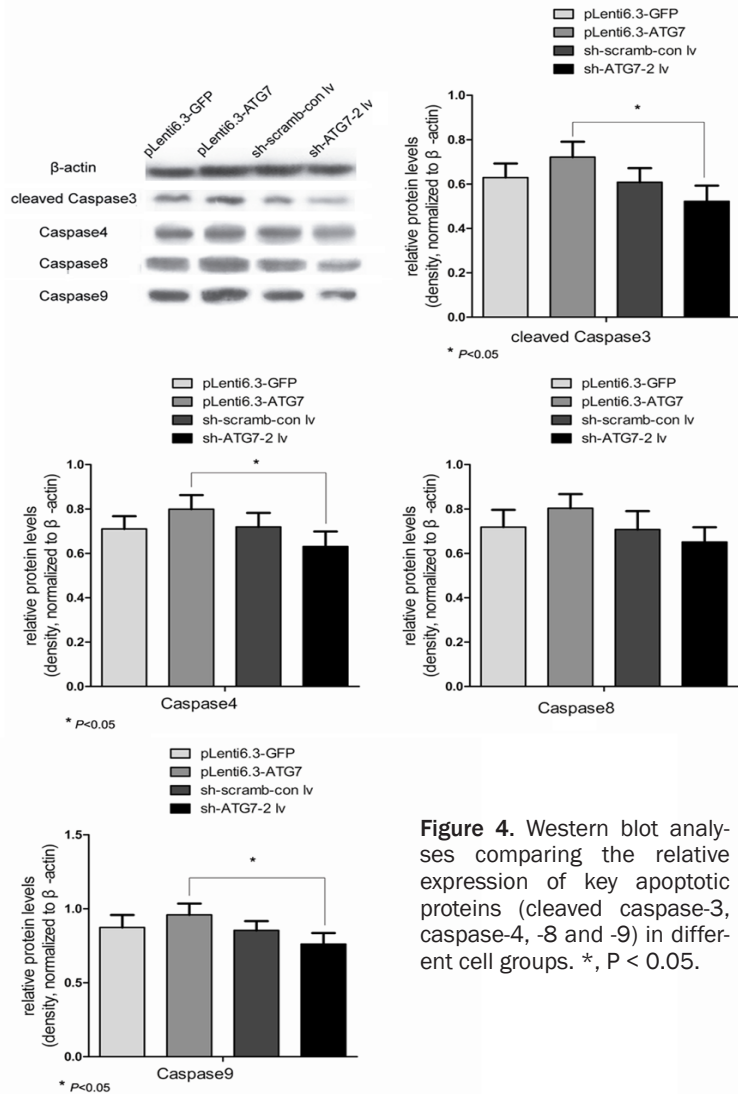 pLenti6.3-GFP
pLenti6.3-ATG7
sh-scramb-con lv
sh-ATG7-2 lv
β-actin
cleaved Caspase3
Caspase4
Caspase8
Caspase9
pLenti6.3-GFP
pLenti6.3-ATG7
sh-scramb-con lv
sh-ATG7-2 lv
relative protein levels
(density, normalized to β -actin)
1.0
0.8
0.6
0.4
0.2
0.0
*
cleaved Caspase3
* P<0.05
pLenti6.3-GFP
pLenti6.3-ATG7
sh-scramb-con lv
sh-ATG7-2 lv
relative protein levels
(density, normalized to β -actin)
1.0
0.8
0.6
0.4
0.2
0.0
*
Caspase4
* P<0.05
pLenti6.3-GFP
pLenti6.3-ATG7
sh-scramb-con lv
sh-ATG7-2 lv
relative protein levels
(density, normalized to β -actin)
1.0
0.8
0.6
0.4
0.2
0.0
Caspase8
pLenti6.3-GFP
pLenti6.3-ATG7
sh-scramb-con lv
sh-ATG7-2 lv
relative protein levels
(density, normalized to β -actin)
1.5
1.0
0.5
0.0
*
Caspase9
* P<0.05
Figure 4. Western blot analy-
ses comparing the relative
expression of key apoptotic
proteins (cleaved caspase-3,
caspase-4, -8 and -9) in differ-
ent cell groups. *, P < 0.05.